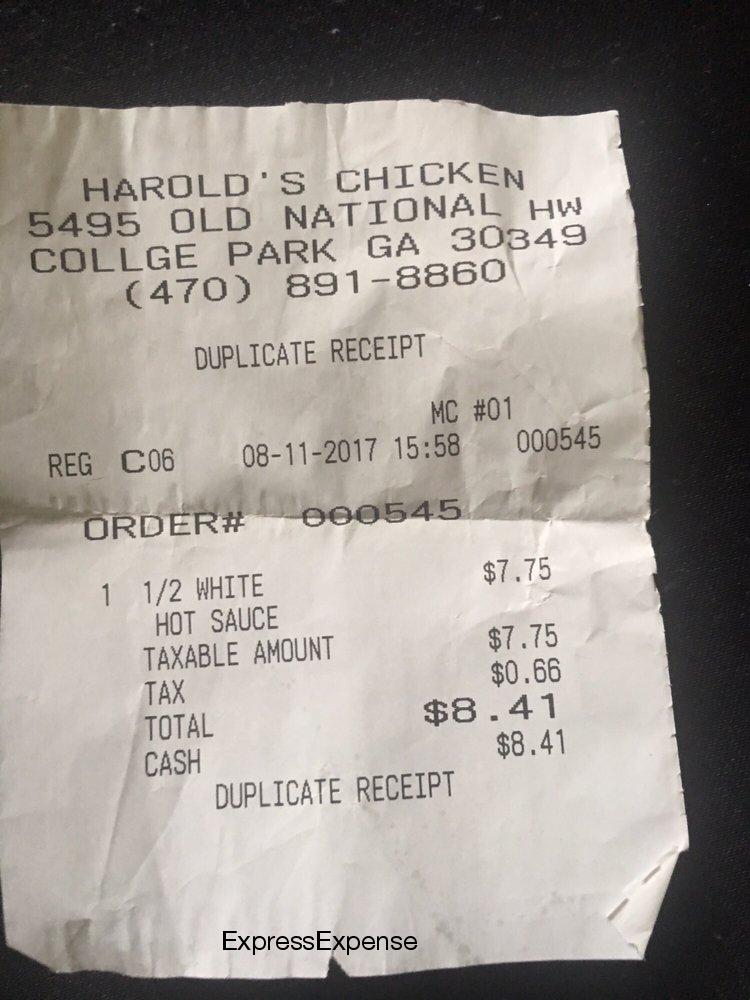 HAROLD'S CHICKEN
5495 OLD NATIONAL HW
COLLGE PARK GA 30349
(470) 891-8860
DUPLICATE RECEIPT
MC #01
REG C06 08-11-2017 15:58 000545
ORDER# 000545
1 1/2 WHITE $7.75
HOT SAUCE
TAXABLE AMOUNT $7.75
TAX $0.66
TOTAL $8.41
CASH $8.41
DUPLICATE RECEIPT
ExpressExpense